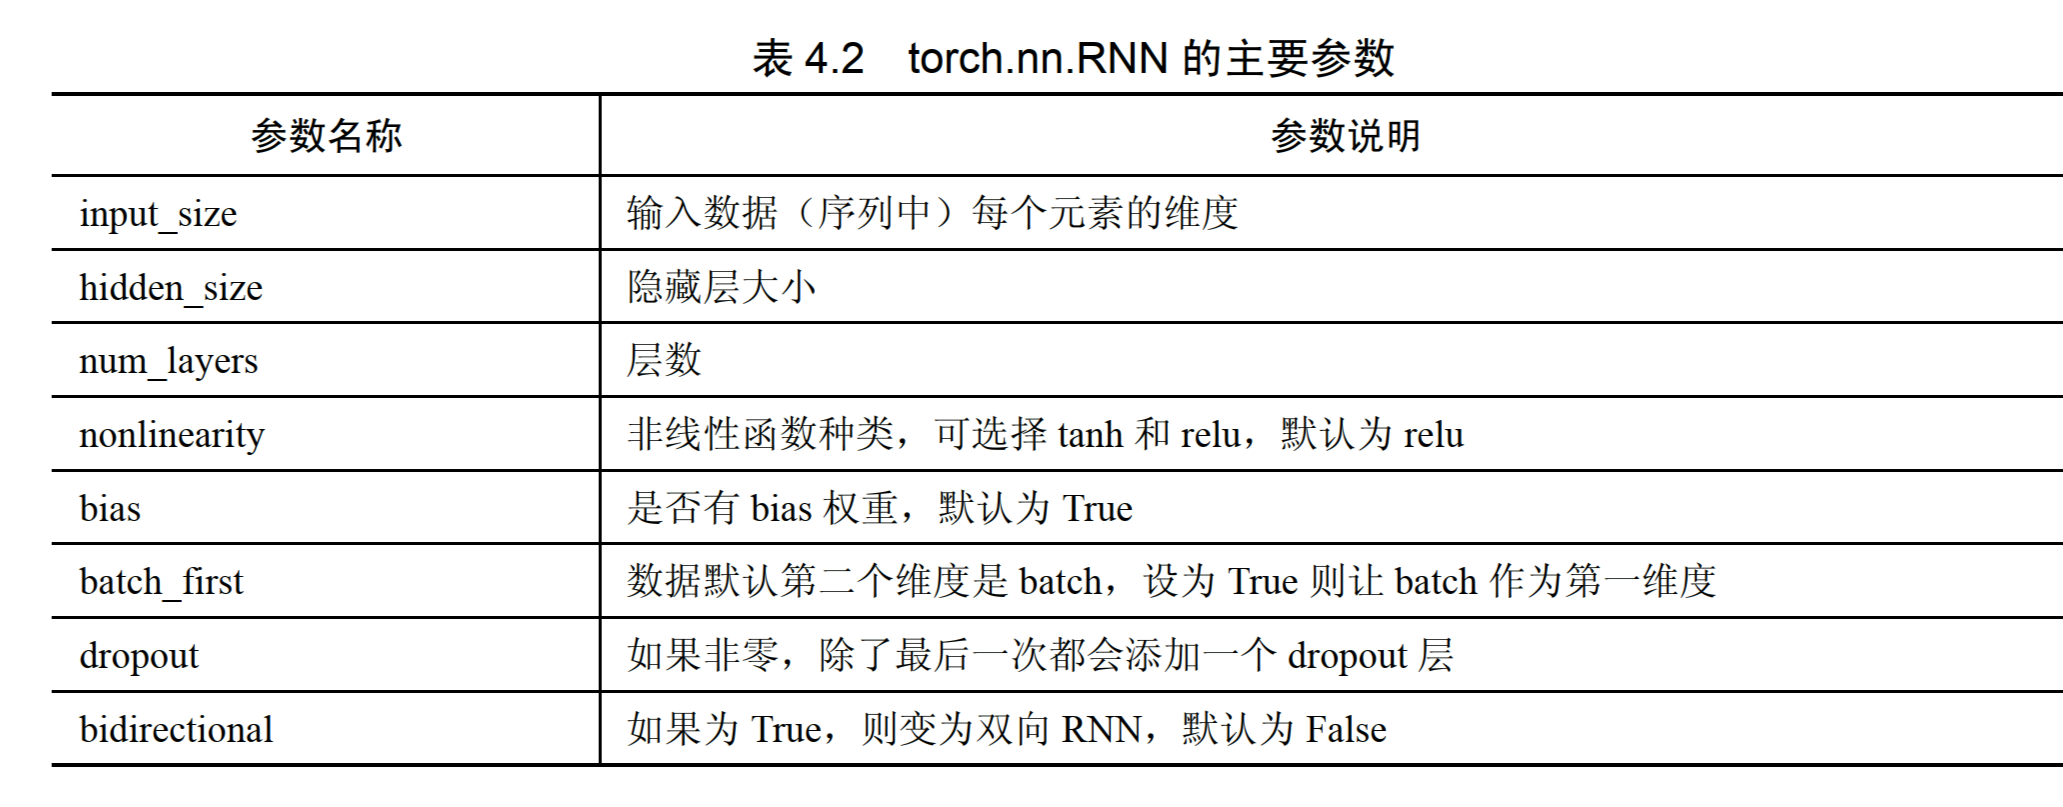 表 4.2 torch.nn.RNN 的主要参数
参数名称 参数说明
input_size 输入数据（序列中）每个元素的维度
hidden_size 隐藏层大小
num_layers 层数
nonlinearity 非线性函数种类，可选择 tanh 和 relu，默认为 relu
bias 是否有 bias 权重，默认为 True
batch_first 数据默认第二个维度是 batch，设为 True 则让 batch 作为第一维度
dropout 如果非零，除了最后一次都会添加一个 dropout 层
bidirectional 如果为 True，则变为双向 RNN，默认为 False